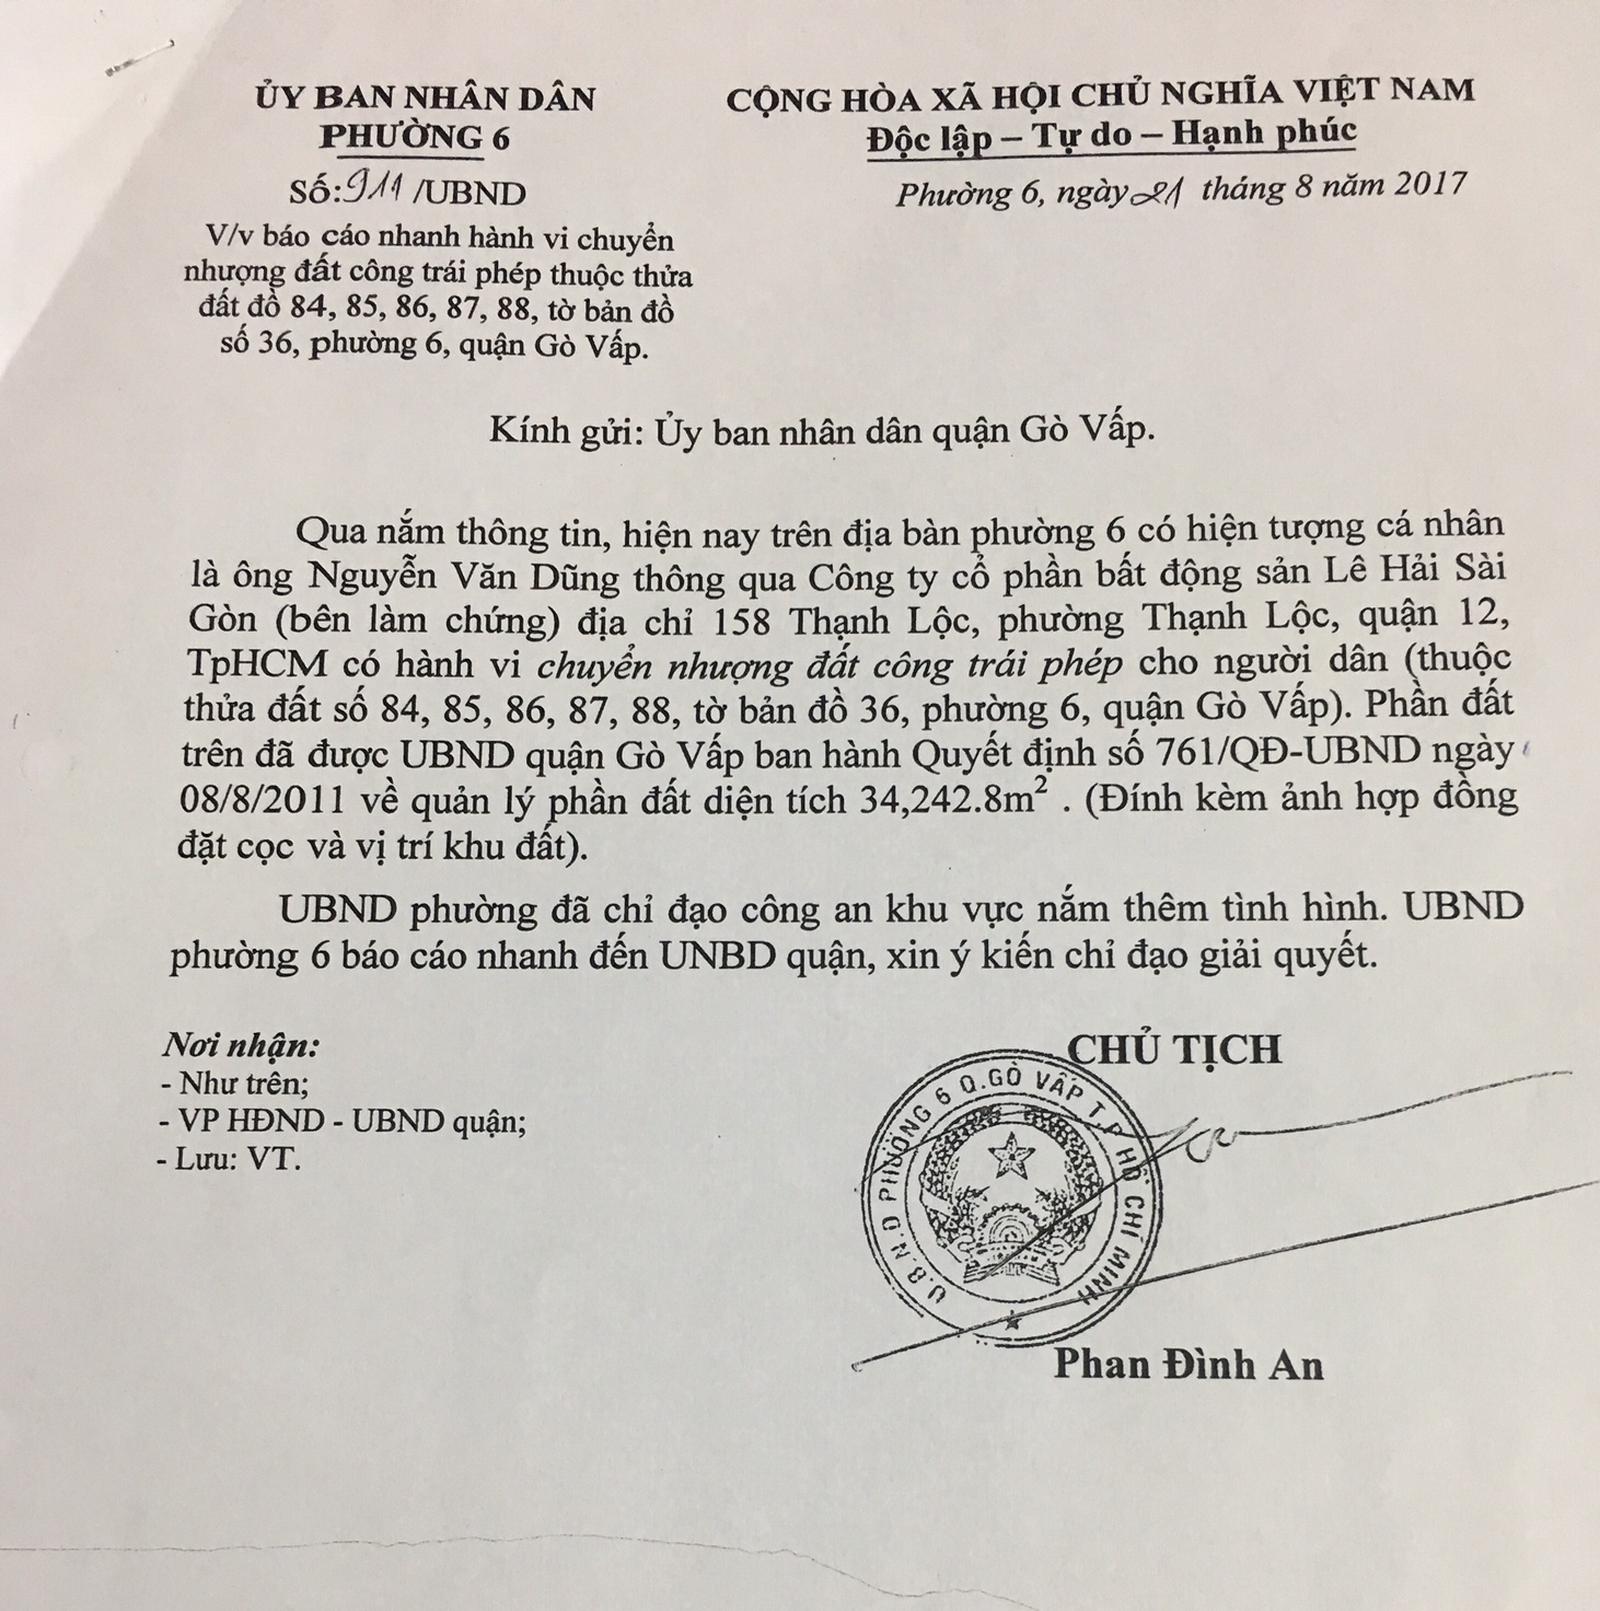 ỦY BAN NHÂN DÂN
PHƯỜNG 6
Số:911/UBND
V/v báo cáo nhanh hành vi chuyển
nhượng đất công trái phép thuộc thửa
đất đồ 84, 85, 86, 87, 88, tờ bản đồ
số 36, phường 6, quận Gò Vấp.
CỘNG HÒA XÃ HỘI CHỦ NGHĨA VIỆT NAM
Độc lập – Tự do – Hạnh phúc
Phường 6, ngày 21 tháng 8 năm 2017
Kính gửi: Ủy ban nhân dân quận Gò Vấp.
Qua nắm thông tin, hiện nay trên địa bàn phường 6 có hiện tượng cá nhân
là ông Nguyễn Văn Dũng thông qua Công ty cổ phần bất động sản Lê Hải Sài
Gòn (bên làm chứng) địa chỉ 158 Thạnh Lộc, phường Thạnh Lộc, quận 12,
TpHCM có hành vi chuyển nhượng đất công trái phép cho người dân (thuộc
thửa đất số 84, 85, 86, 87, 88, tờ bản đồ 36, phường 6, quận Gò Vấp). Phần đất
trên đã được UBND quận Gò Vấp ban hành Quyết định số 761/QĐ-UBND ngày
08/8/2011 về quản lý phần đất diện tích 34,242.8m² . (Đính kèm ảnh hợp đồng
đặt cọc và vị trí khu đất).
UBND phường đã chỉ đạo công an khu vực nắm thêm tình hình. UBND
phường 6 báo cáo nhanh đến UNBD quận, xin ý kiến chỉ đạo giải quyết.
Nơi nhận:
- Như trên;
- VP HĐND - UBND quận;
- Lưu: VT.
CHỦ TỊCH
U.B.N.D PHƯỜNG 6 Q.GÒ VẤP T.P HỒ CHÍ MINH
Phan Đình An